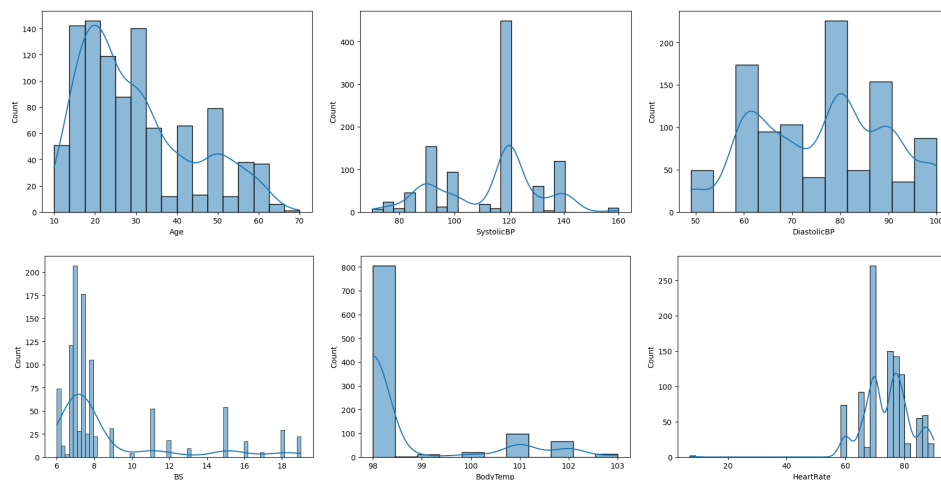 140
120
100
80
60
40
20
0
Count
10 20 30 40 50 60 70
Age
400
300
200
100
0
Count
80 100 120 140 160
SystolicBP
200
150
100
50
0
Count
50 60 70 80 90 100
DiastolicBP
200
175
150
125
100
75
50
25
0
Count
6 8 10 12 14 16 18
BS
800
700
600
500
400
300
200
100
0
Count
98 99 100 101 102 103
BodyTemp
250
200
150
100
50
0
Count
20 40 60 80
HeartRate